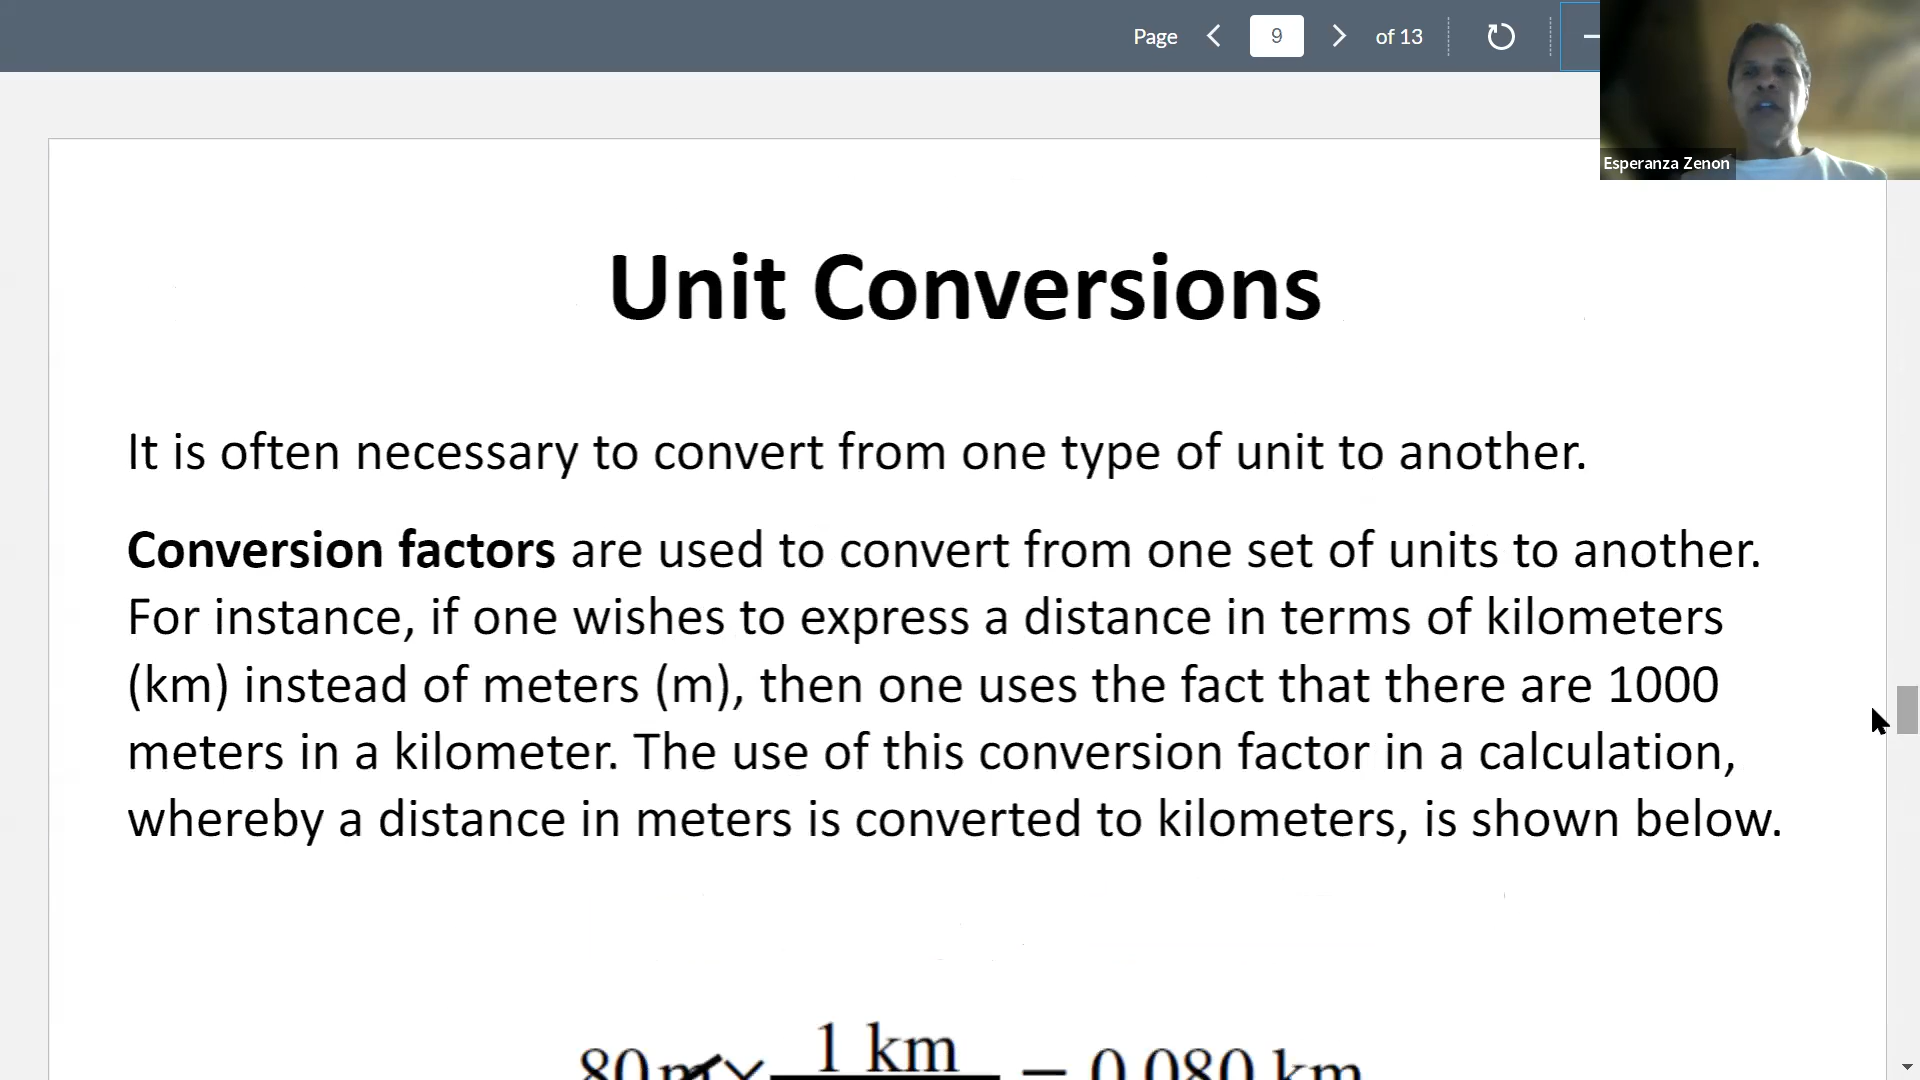 Page 9 of 13
Esperanza Zenon
Unit Conversions
It is often necessary to convert from one type of unit to another.
Conversion factors are used to convert from one set of units to another.
For instance, if one wishes to express a distance in terms of kilometers
(km) instead of meters (m), then one uses the fact that there are 1000
meters in a kilometer. The use of this conversion factor in a calculation,
whereby a distance in meters is converted to kilometers, is shown below.
1 km
80 m × = 0.080 km